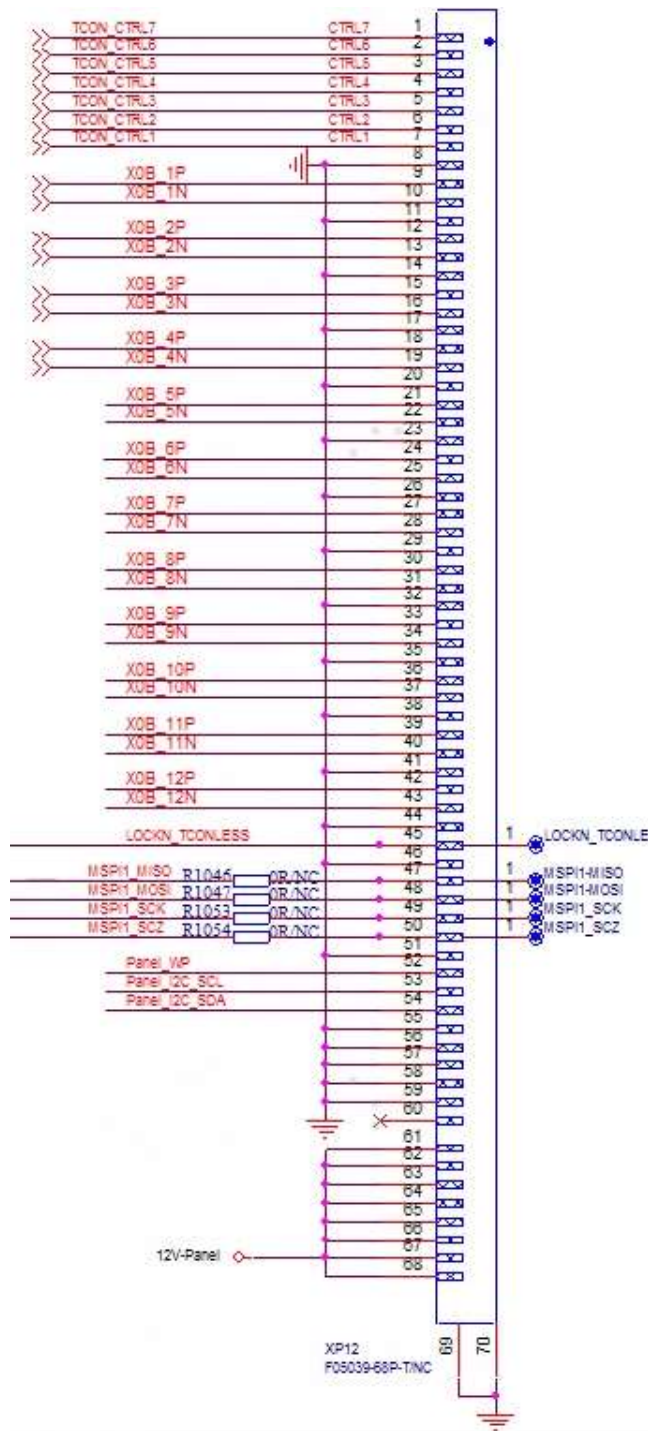 TCON_CTRL7 CTRL7 1
TCON_CTRL6 CTRL6 2
TCON_CTRL5 CTRL5 3
TCON_CTRL4 CTRL4 4
TCON_CTRL3 CTRL3 5
TCON_CTRL2 CTRL2 6
TCON_CTRL1 CTRL1 7
8
X0B_1P 9
X0B_1N 10
11
X0B_2P 12
X0B_2N 13
14
X0B_3P 15
X0B_3N 16
17
X0B_4P 18
X0B_4N 19
20
X0B_5P 21
X0B_5N 22
23
X0B_6P 24
X0B_6N 25
26
X0B_7P 27
X0B_7N 28
29
X0B_8P 30
X0B_8N 31
32
X0B_9P 33
X0B_9N 34
35
X0B_10P 36
X0B_10N 37
38
X0B_11P 39
X0B_11N 40
41
X0B_12P 42
X0B_12N 43
44
LOCKN_TCONLESS 45 1 LOCKN_TCONLE
46
MSPI1_MISO R1046 0R/NC 47 1 MSPI1-MISO
MSPI1_MOSI R1047 0R/NC 48 1 MSPI1-MOSI
MSPI1_SCK R1053 0R/NC 49 1 MSPI1_SCK
MSPI1_SCZ R1054 0R/NC 50 1 MSPI1_SCZ
51
Panel_WP 52
Panel_I2C_SCL 53
Panel_I2C_SDA 54
55
56
57
58
59
60
61
62
63
64
65
66
12V-Panel 67
68
XP12 69 70
F05039-68P-T/NC